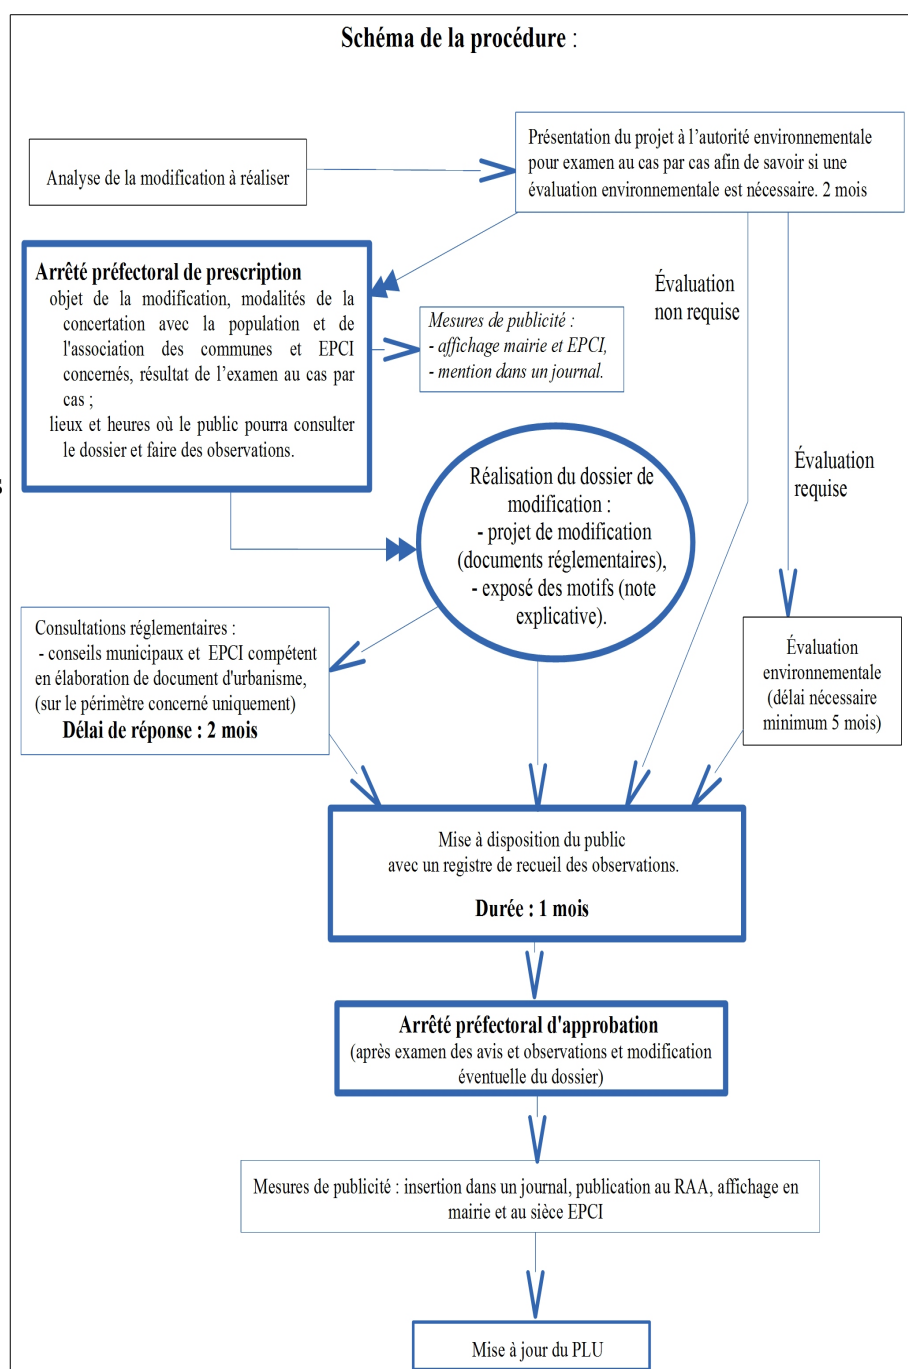 Schéma de la procédure :
Analyse de la modification à réaliser
Présentation du projet à l'autorité environnementale
pour examen au cas par cas afin de savoir si une
évaluation environnementale est nécessaire. 2 mois
Arrêté préfectoral de prescription
objet de la modification, modalités de la
concertation avec la population et de
l'association des communes et EPCI
concernés, résultat de l'examen au cas par
cas ;
lieux et heures où le public pourra consulter
le dossier et faire des observations.
Mesures de publicité :
- affichage mairie et EPCI,
- mention dans un journal.
Évaluation
non requise
Évaluation
requise
s
Réalisation du dossier de
modification :
- projet de modification
(documents réglementaires),
- exposé des motifs (note
explicative).
Consultations réglementaires :
- conseils municipaux et EPCI compétent
en élaboration de document d'urbanisme,
(sur le périmètre concerné uniquement)
Délai de réponse : 2 mois
Évaluation
environnementale
(délai nécessaire
minimum 5 mois)
Mise à disposition du public
avec un registre de recueil des observations.
Durée : 1 mois
Arrêté préfectoral d'approbation
(après examen des avis et observations et modification
éventuelle du dossier)
Mesures de publicité : insertion dans un journal, publication au RAA, affichage en
mairie et au sièce EPCI
Mise à jour du PLU